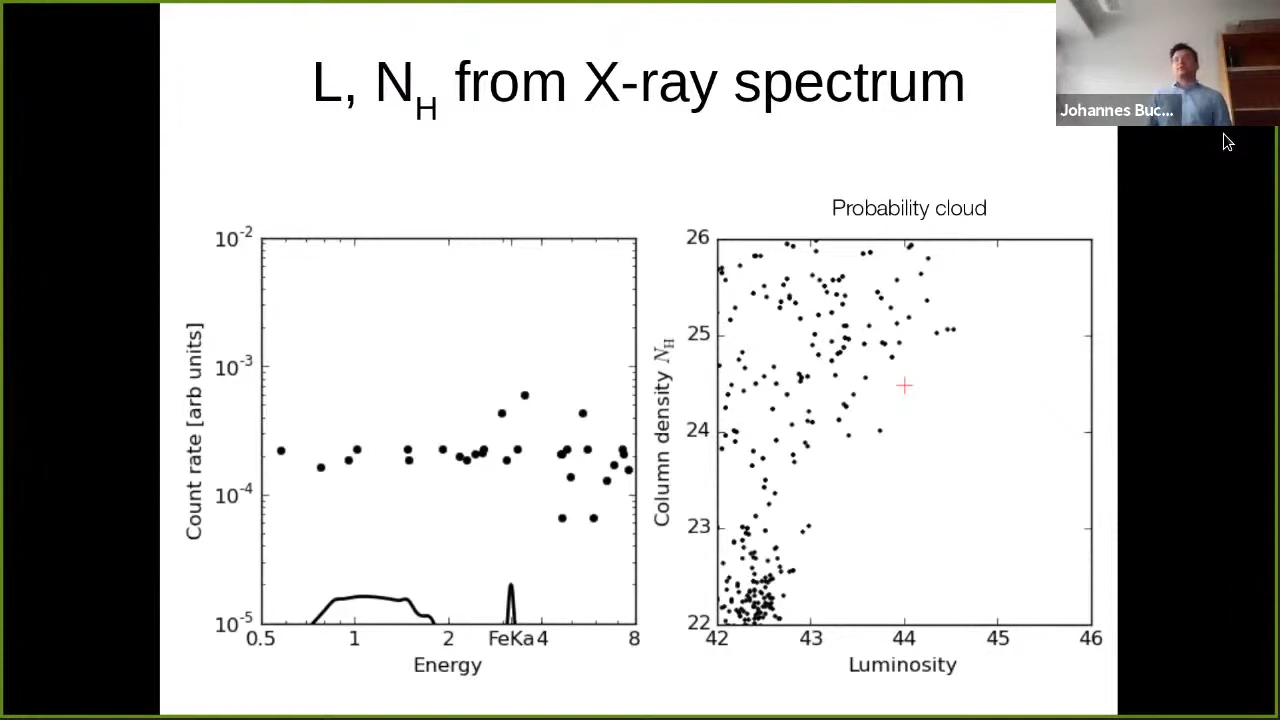 L, N_H from X-ray spectrum
Johannes Buc...
Probability cloud
10^-2
10^-3
10^-4
10^-5
Count rate [arb units]
0.5 1 2 FeKa 4 8
Energy
26
25
24
23
22
Column density N_H
42 43 44 45 46
Luminosity